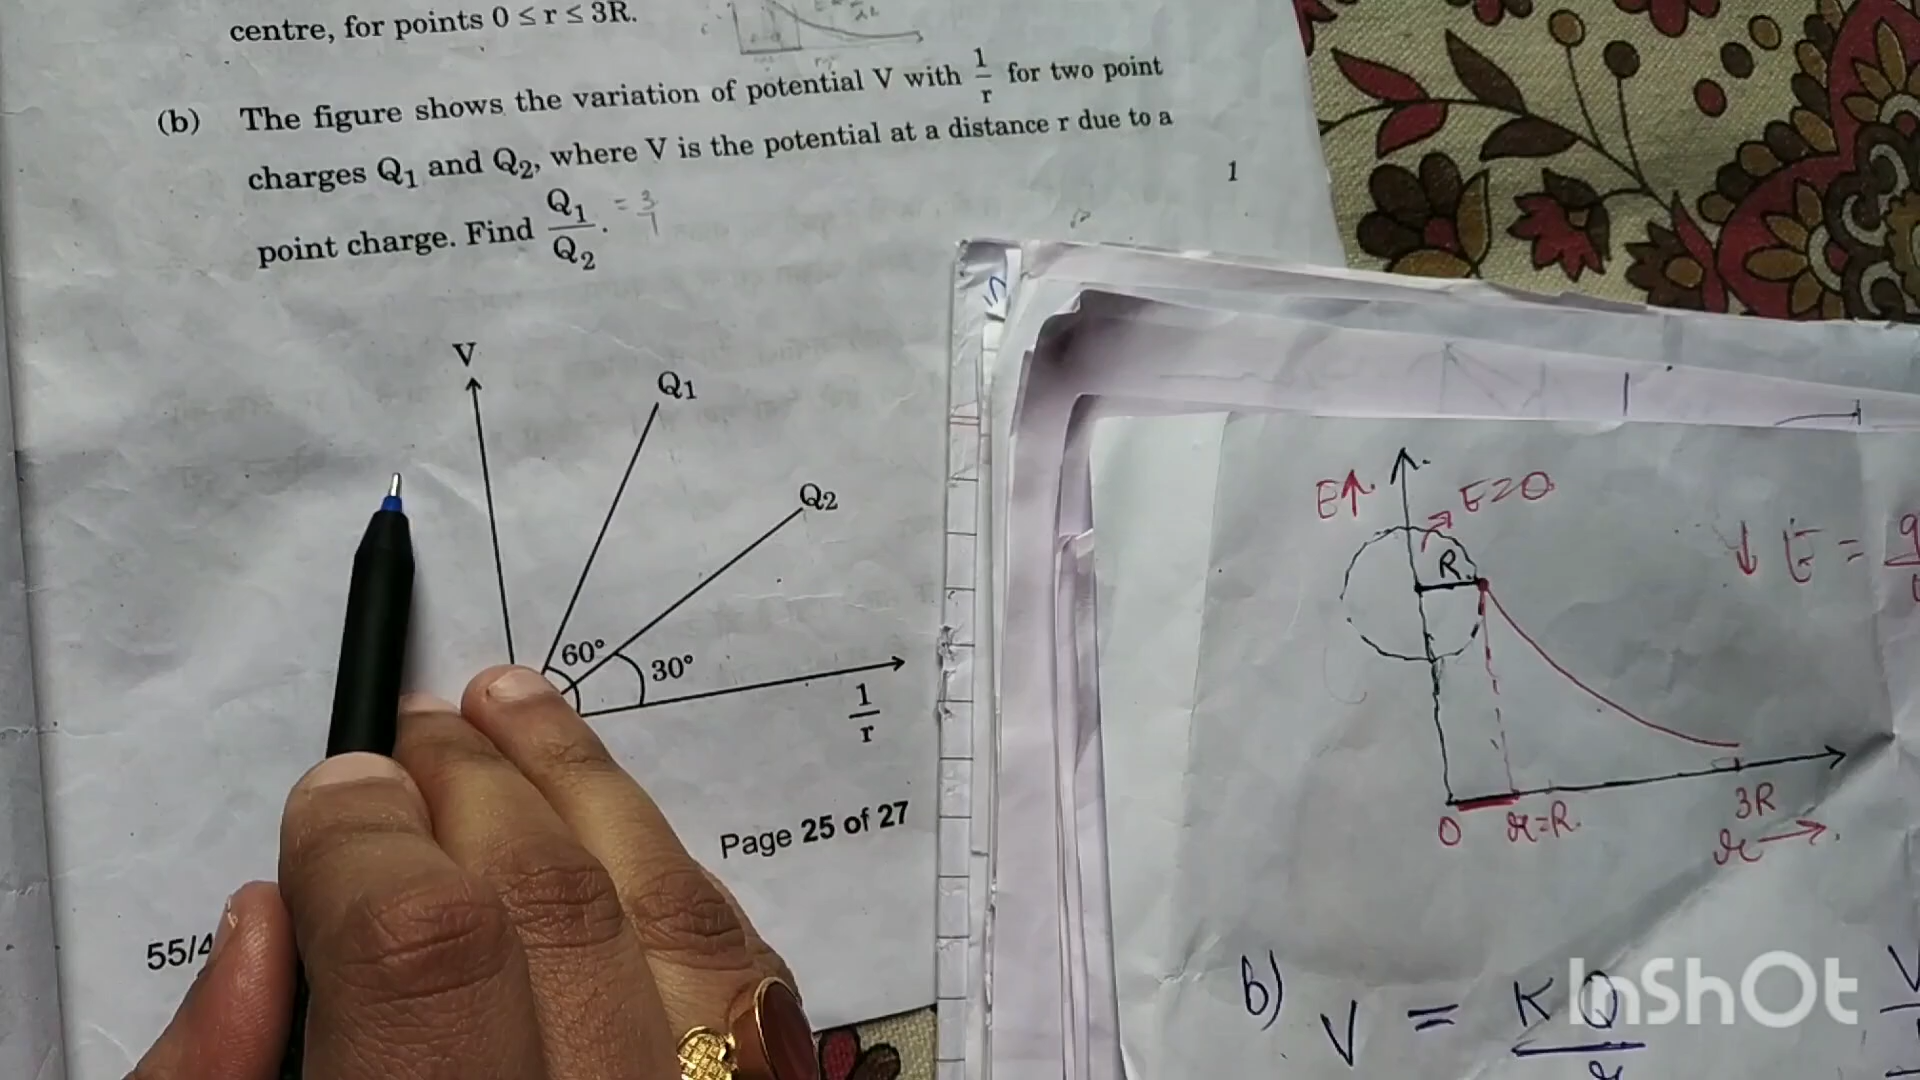 centre, for points 0 ≤ r ≤ 3R.
(b) The figure shows the variation of potential V with 1/r for two point
charges Q₁ and Q₂, where V is the potential at a distance r due to a
point charge. Find Q₁/Q₂. = 3/1
1
V
Q₁
Q₂
60°
30°
1/r
Page 25 of 27
55/4
E↑
E=0
R
↓ E =
0
r=R
3R
r →
b) V = KQ/r
InShOt